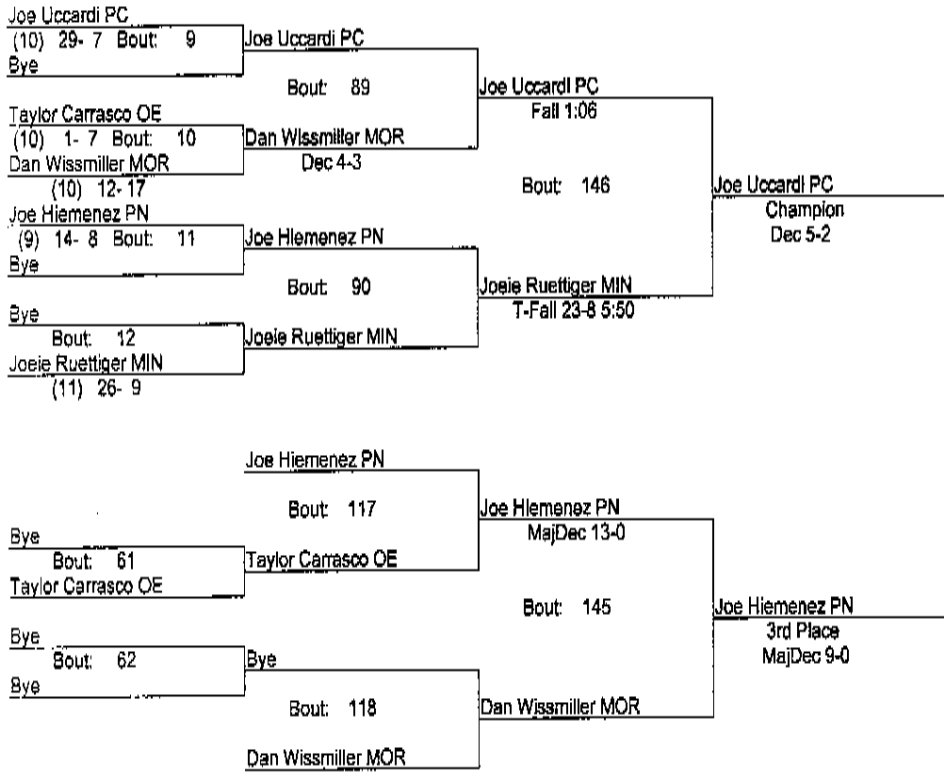 Joe Uccardi PC
(10) 29- 7 Bout: 9
Bye
Joe Uccardi PC
Bout: 89
Taylor Carrasco OE
(10) 1- 7 Bout: 10
Dan Wissmiller MOR
(10) 12- 17
Dan Wissmiller MOR
Dec 4-3
Joe Uccardi PC
Fall 1:06
Bout: 146
Joe Hiemenez PN
(9) 14- 8 Bout: 11
Bye
Joe Hiemenez PN
Bout: 90
Bye
Bout: 12
Joeie Ruettiger MIN
(11) 26- 9
Joeie Ruettiger MIN
Joeie Ruettiger MIN
T-Fall 23-8 5:50
Joe Uccardi PC
Champion
Dec 5-2
Joe Hiemenez PN
Bout: 117
Bye
Bout: 61
Taylor Carrasco OE
Taylor Carrasco OE
Joe Hiemenez PN
MajDec 13-0
Bout: 145
Bye
Bout: 62
Bye
Bye
Bout: 118
Dan Wissmiller MOR
Dan Wissmiller MOR
Joe Hiemenez PN
3rd Place
MajDec 9-0